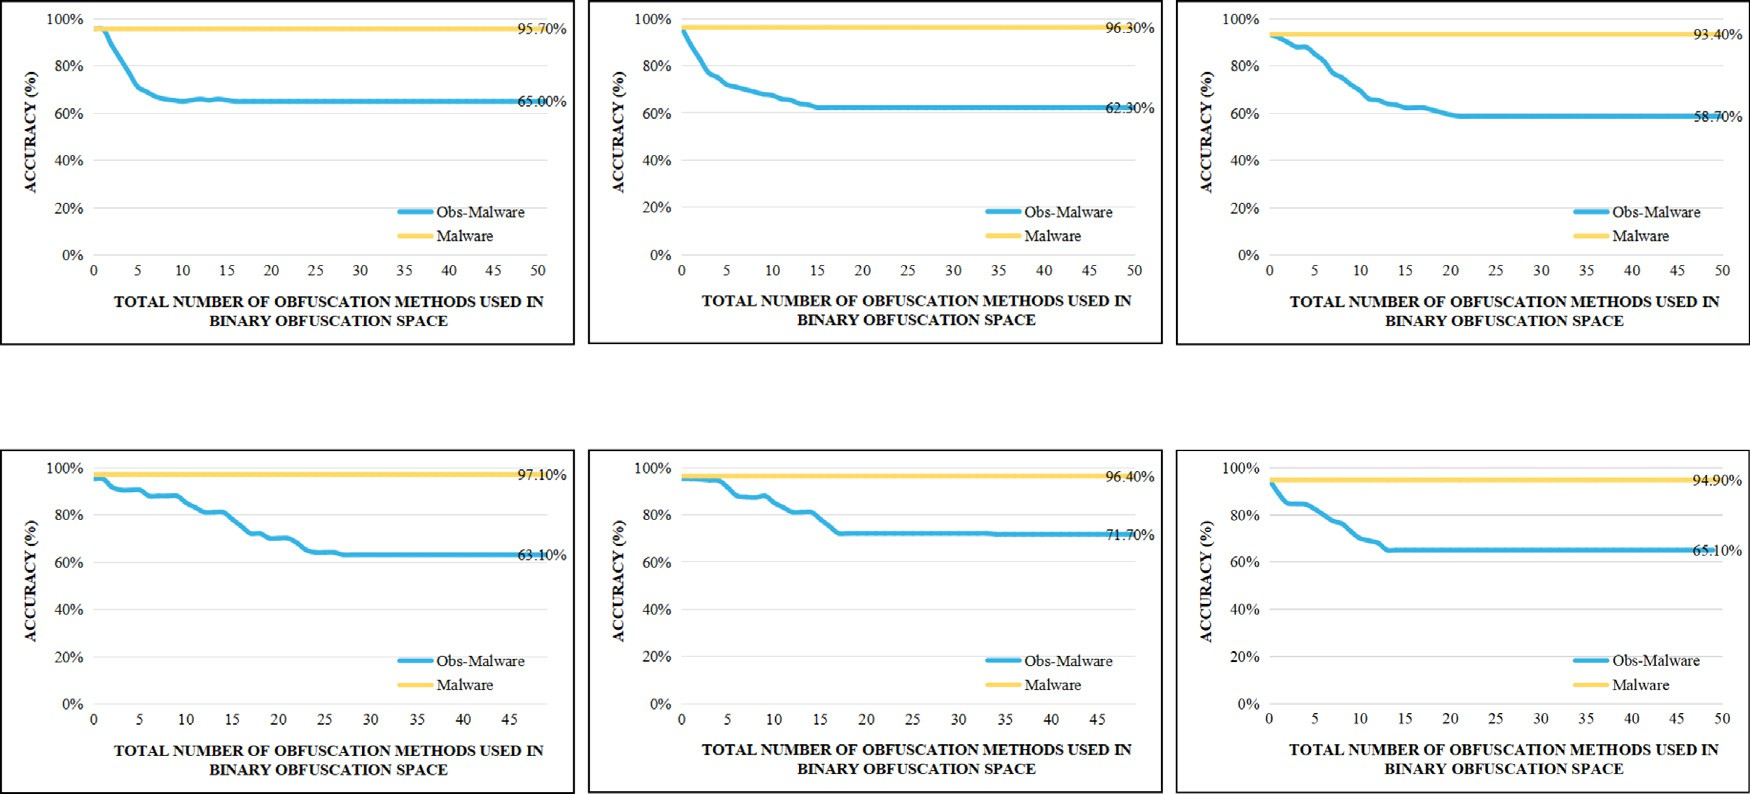 100%
80%
60%
40%
20%
0%
ACCURACY (%)
95.70%
65.00%
Obs-Malware
Malware
0 5 10 15 20 25 30 35 40 45 50
TOTAL NUMBER OF OBFUSCATION METHODS USED IN
BINARY OBFUSCATION SPACE
100%
80%
60%
40%
20%
0%
ACCURACY (%)
96.30%
62.30%
Obs-Malware
Malware
0 5 10 15 20 25 30 35 40 45 50
TOTAL NUMBER OF OBFUSCATION METHODS USED IN
BINARY OBFUSCATION SPACE
100%
80%
60%
40%
20%
0%
ACCURACY (%)
93.40%
58.70%
Obs-Malware
Malware
0 5 10 15 20 25 30 35 40 45 50
TOTAL NUMBER OF OBFUSCATION METHODS USED IN
BINARY OBFUSCATION SPACE
100%
80%
60%
40%
20%
0%
ACCURACY (%)
97.10%
63.10%
Obs-Malware
Malware
0 5 10 15 20 25 30 35 40 45
TOTAL NUMBER OF OBFUSCATION METHODS USED IN
BINARY OBFUSCATION SPACE
100%
80%
60%
40%
20%
0%
ACCURACY (%)
96.40%
71.70%
Obs-Malware
Malware
0 5 10 15 20 25 30 35 40 45
TOTAL NUMBER OF OBFUSCATION METHODS USED IN
BINARY OBFUSCATION SPACE
100%
80%
60%
40%
20%
0%
ACCURACY (%)
94.90%
65.10%
Obs-Malware
Malware
0 5 10 15 20 25 30 35 40 45 50
TOTAL NUMBER OF OBFUSCATION METHODS USED IN
BINARY OBFUSCATION SPACE